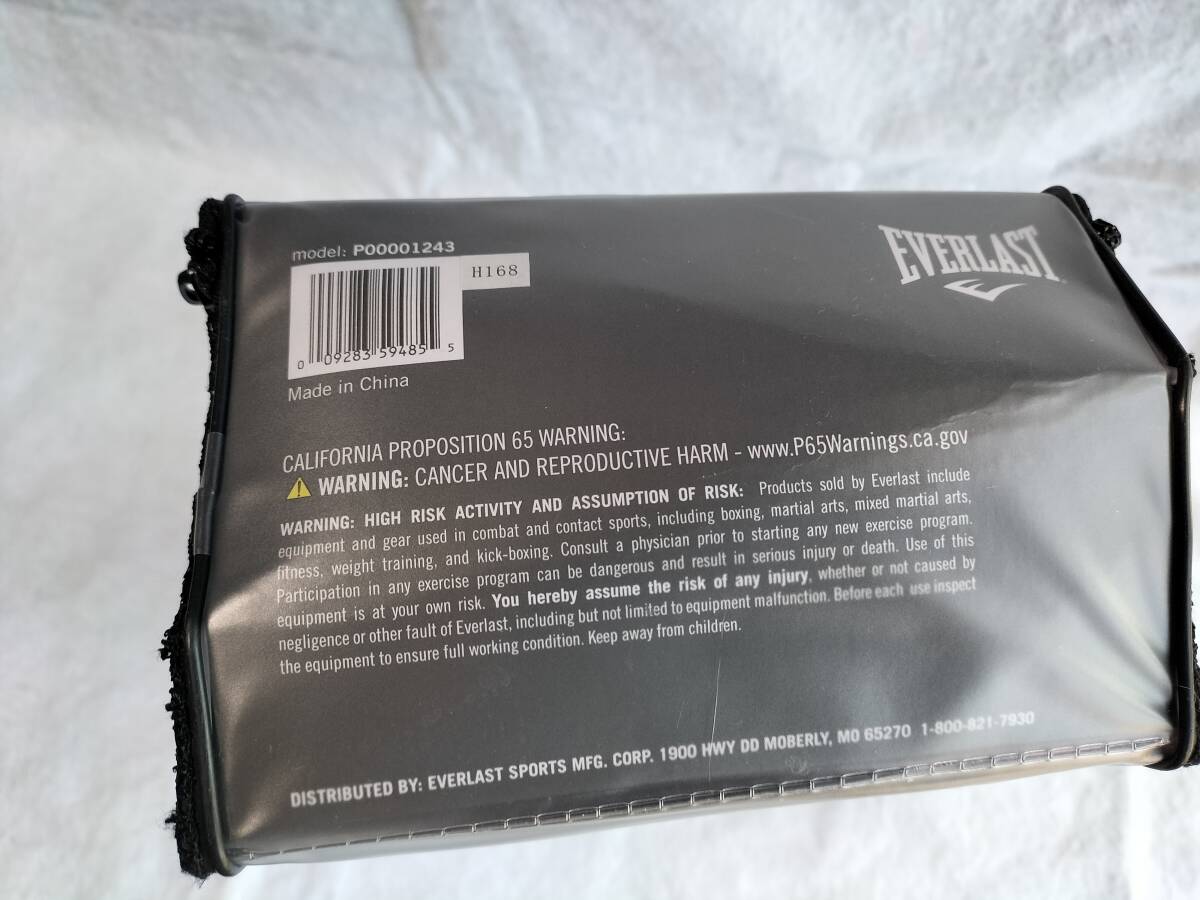 model: P00001243
H168
0 09283 59485 5
Made in China
EVERLAST
CALIFORNIA PROPOSITION 65 WARNING:
WARNING: CANCER AND REPRODUCTIVE HARM - www.P65Warnings.ca.gov
WARNING: HIGH RISK ACTIVITY AND ASSUMPTION OF RISK: Products sold by Everlast include
equipment and gear used in combat and contact sports, including boxing, martial arts, mixed martial arts,
fitness, weight training, and kick-boxing. Consult a physician prior to starting any new exercise program.
Participation in any exercise program can be dangerous and result in serious injury or death. Use of this
equipment is at your own risk. You hereby assume the risk of any injury, whether or not caused by
negligence or other fault of Everlast, including but not limited to equipment malfunction. Before each use inspect
the equipment to ensure full working condition. Keep away from children.
DISTRIBUTED BY: EVERLAST SPORTS MFG. CORP. 1900 HWY DD MOBERLY, MO 65270 1-800-821-7930